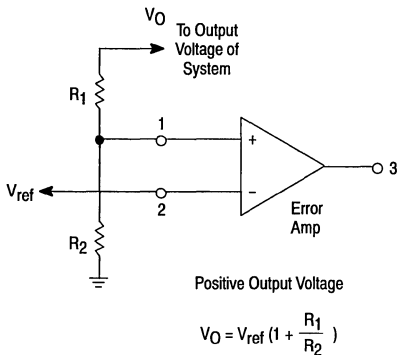 VO
To Output
Voltage of
System
R1
1
+
3
Vref
2
−
Error
Amp
R2
Positive Output Voltage
VO = Vref (1 + R1/R2 )